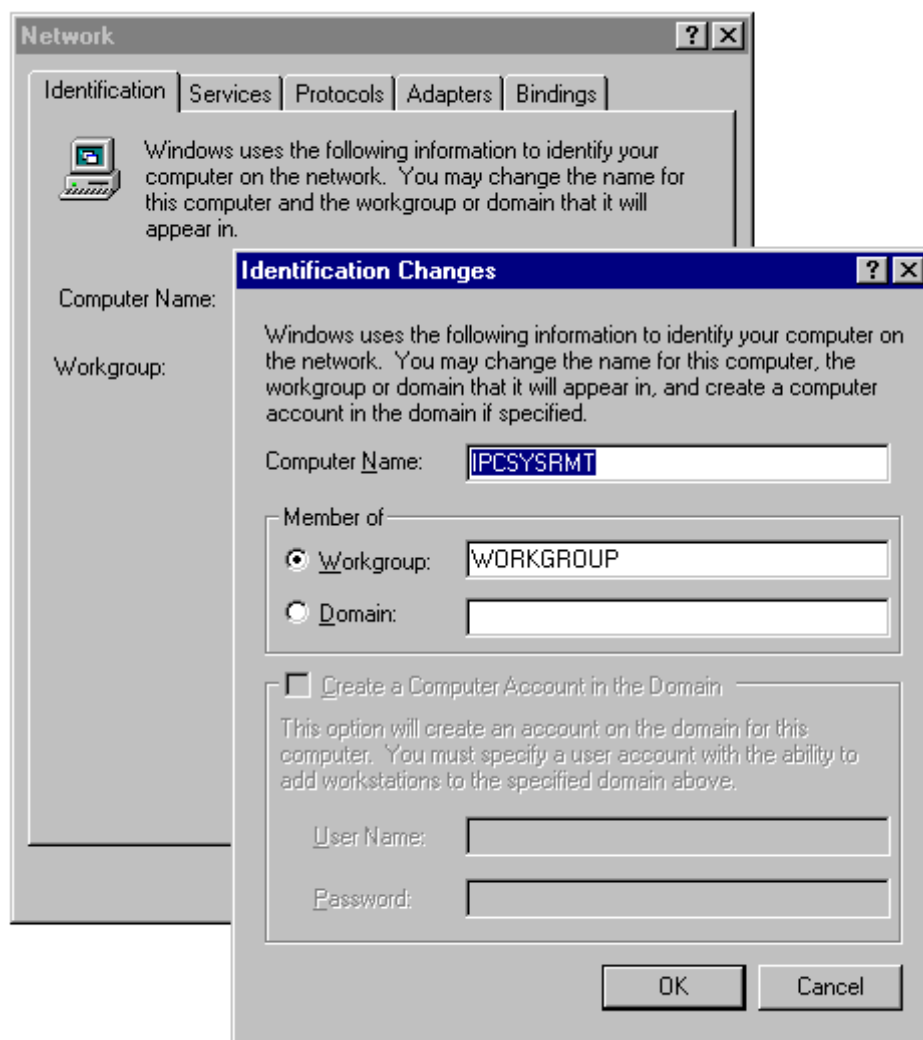 Network
Identification Services Protocols Adapters Bindings
Windows uses the following information to identify your
computer on the network. You may change the name for
this computer and the workgroup or domain that it will
appear in.
Computer Name:
Workgroup:
Identification Changes
Windows uses the following information to identify your computer on
the network. You may change the name for this computer, the
workgroup or domain that it will appear in, and create a computer
account in the domain if specified.
Computer Name: IPCSYSRMT
Member of
Workgroup: WORKGROUP
Domain:
Create a Computer Account in the Domain
This option will create an account on the domain for this
computer. You must specify a user account with the ability to
add workstations to the specified domain above.
User Name:
Password:
OK Cancel